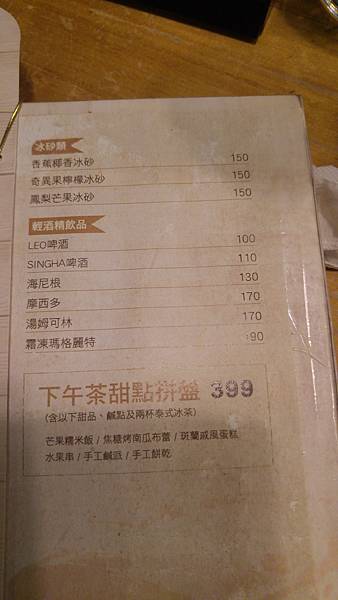 冰砂類
香蕉椰香冰砂 150
奇異果檸檬冰砂 150
鳳梨芒果冰砂 150
輕酒精飲品
LEO啤酒 100
SINGHA啤酒 110
海尼根 130
摩西多 170
湯姆可林 170
霜凍瑪格麗特 190
下午茶甜點拼盤 399
(含以下甜品、鹹點及兩杯泰式冰茶)
芒果糯米飯 / 焦糖烤南瓜布蕾 / 斑蘭戚風蛋糕
水果串 / 手工鹹派 / 手工餅乾